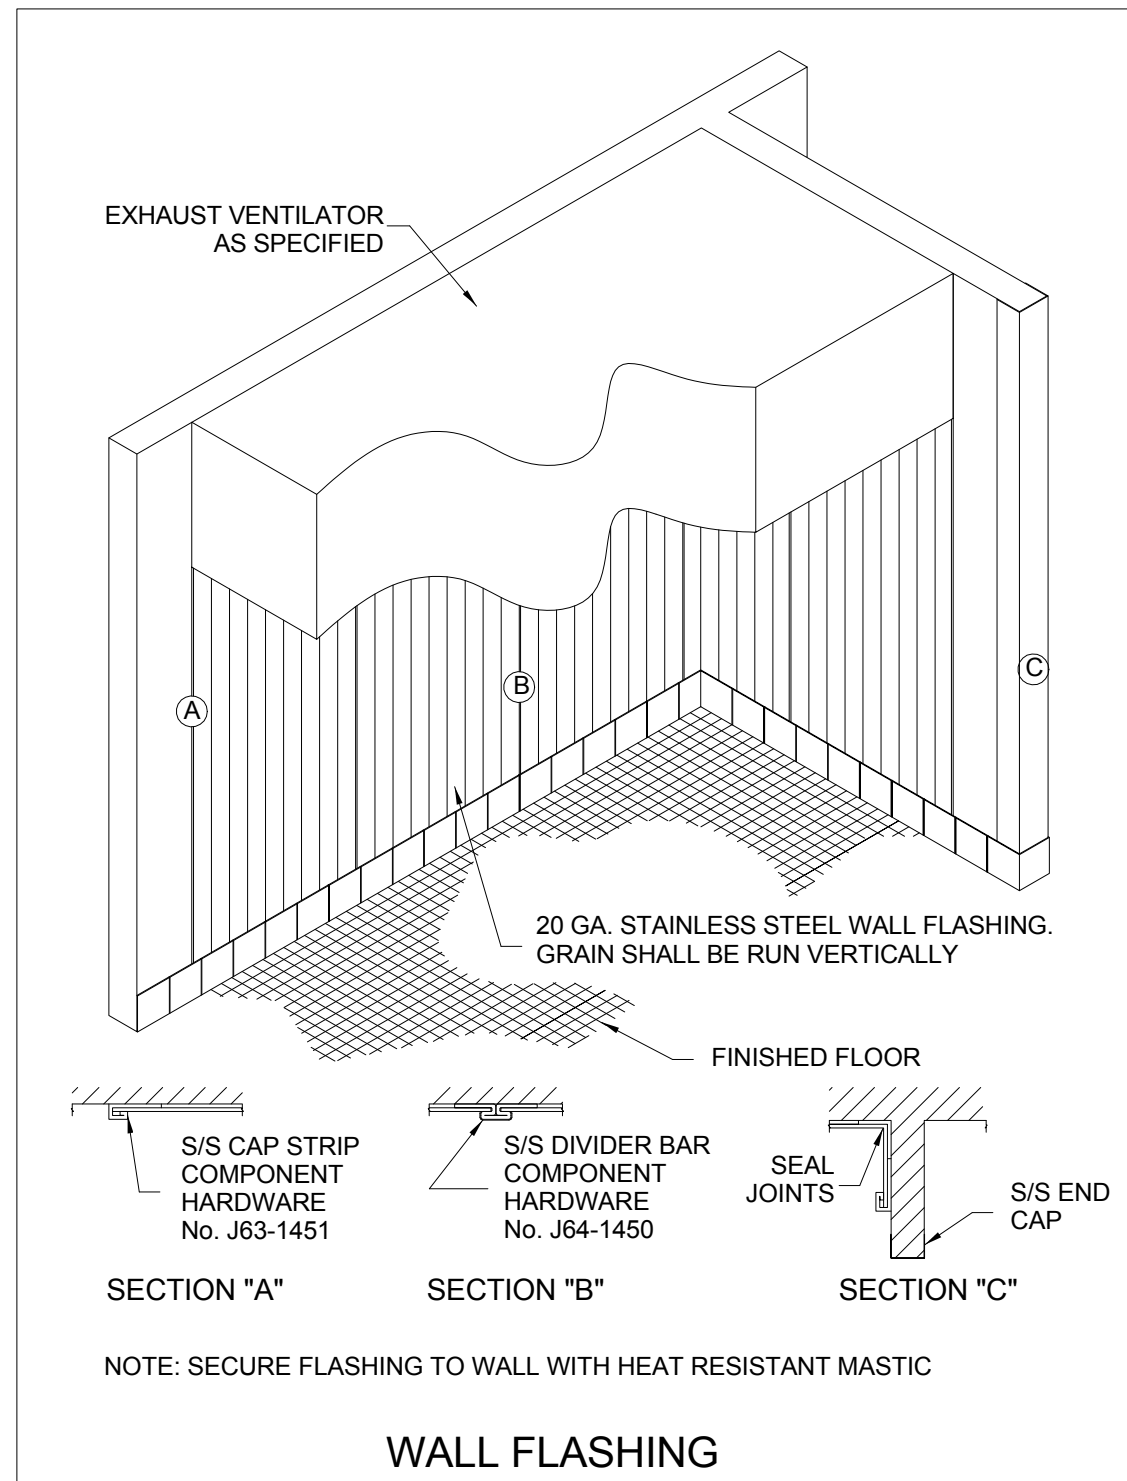 EXHAUST VENTILATOR
AS SPECIFIED
A
B
C
20 GA. STAINLESS STEEL WALL FLASHING.
GRAIN SHALL BE RUN VERTICALLY
FINISHED FLOOR
S/S CAP STRIP
COMPONENT
HARDWARE
No. J63-1451
SECTION "A"
S/S DIVIDER BAR
COMPONENT
HARDWARE
No. J64-1450
SECTION "B"
SEAL
JOINTS
S/S END
CAP
SECTION "C"
NOTE: SECURE FLASHING TO WALL WITH HEAT RESISTANT MASTIC
WALL FLASHING